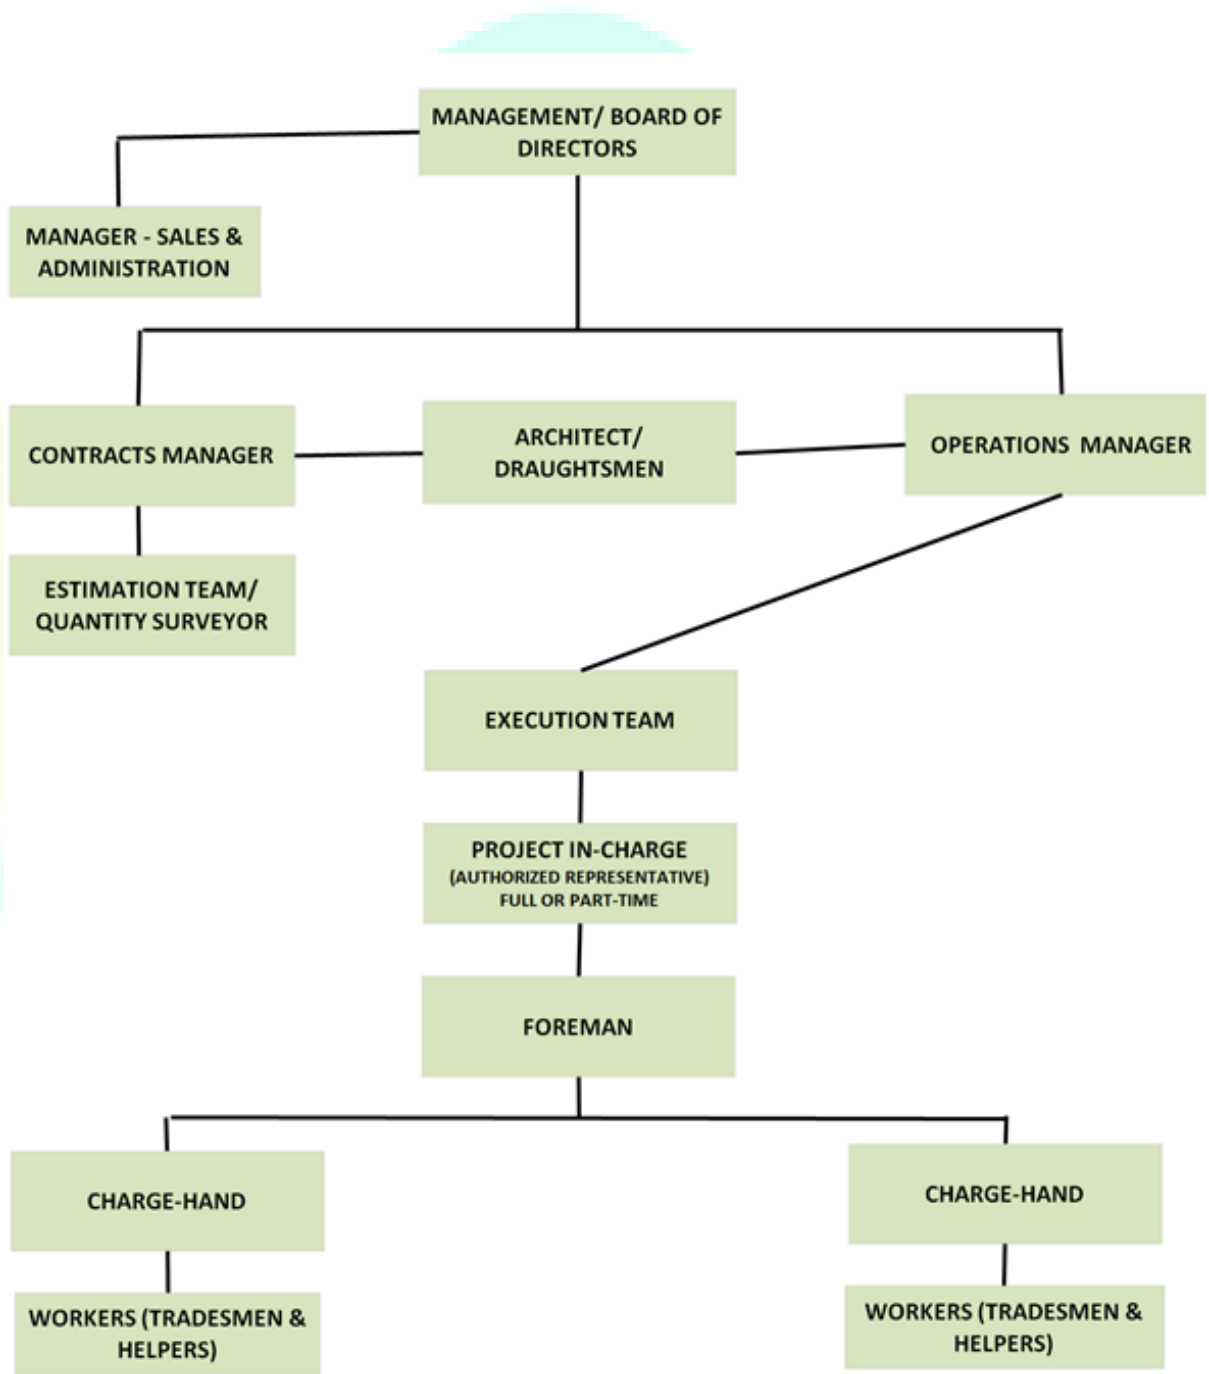 MANAGEMENT/ BOARD OF
DIRECTORS
MANAGER - SALES &
ADMINISTRATION
CONTRACTS MANAGER
ARCHITECT/
DRAUGHTSMEN
OPERATIONS MANAGER
ESTIMATION TEAM/
QUANTITY SURVEYOR
EXECUTION TEAM
PROJECT IN-CHARGE
(AUTHORIZED REPRESENTATIVE)
FULL OR PART-TIME
FOREMAN
CHARGE-HAND
CHARGE-HAND
WORKERS (TRADESMEN &
HELPERS)
WORKERS (TRADESMEN &
HELPERS)